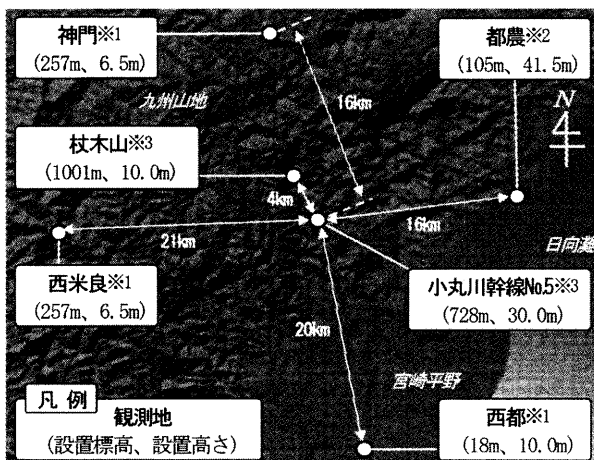 神門※1
(257m、6.5m)
都農※2
(105m、41.5m)
九州山地
16km
N
杖木山※3
(1001m、10.0m)
4km
21km
16km
日向灘
西米良※1
(257m、6.5m)
小丸川幹線No.5※3
(728m、30.0m)
20km
宮崎平野
凡例
観測地
(設置標高、設置高さ)
西都※1
(18m、10.0m)